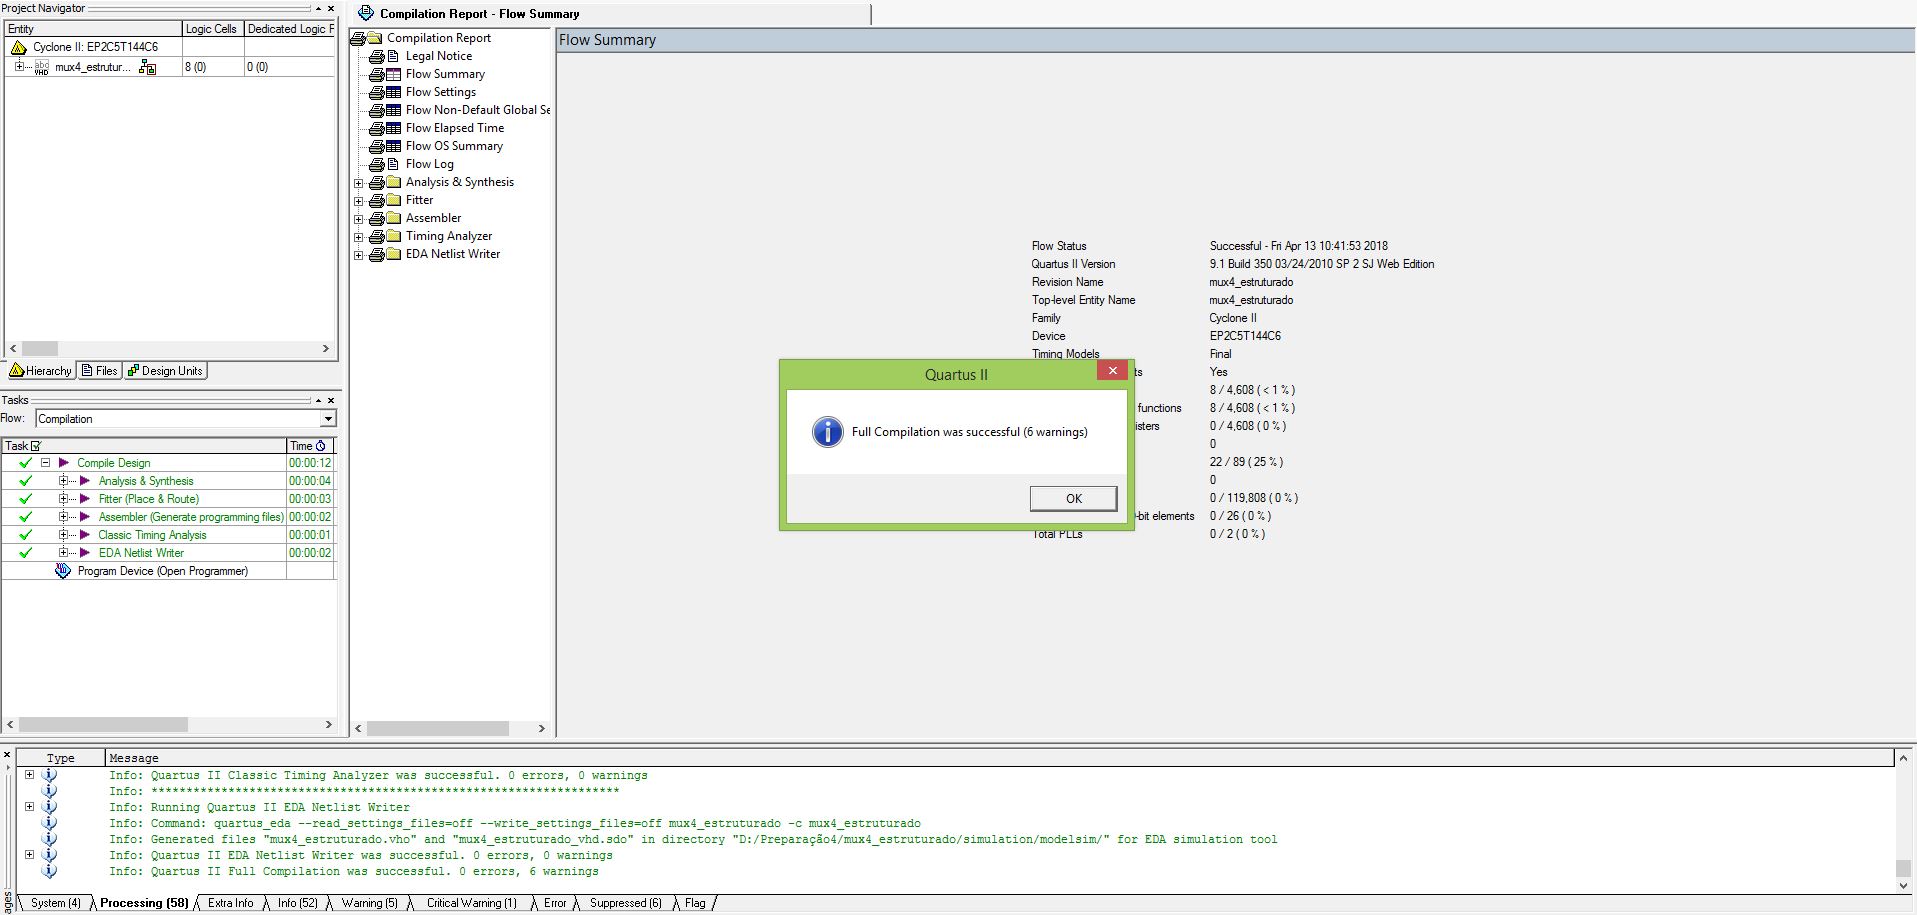 Project Navigator
Entity Logic Cells Dedicated Logic F
Cyclone II: EP2C5T144C6
mux4_estrutur... 8 (0) 0 (0)
Hierarchy Files Design Units
Tasks
Flow: Compilation
Task Time
Compile Design 00:00:12
Analysis & Synthesis 00:00:04
Fitter (Place & Route) 00:00:03
Assembler (Generate programming files) 00:00:02
Classic Timing Analysis 00:00:01
EDA Netlist Writer 00:00:02
Program Device (Open Programmer)
Compilation Report - Flow Summary
Compilation Report
Legal Notice
Flow Summary
Flow Settings
Flow Non-Default Global Se
Flow Elapsed Time
Flow OS Summary
Flow Log
Analysis & Synthesis
Fitter
Assembler
Timing Analyzer
EDA Netlist Writer
Flow Summary
Flow Status Successful - Fri Apr 13 10:41:53 2018
Quartus II Version 9.1 Build 350 03/24/2010 SP 2 SJ Web Edition
Revision Name mux4_estruturado
Top-level Entity Name mux4_estruturado
Family Cyclone II
Device EP2C5T144C6
Timing Models Final
ts Yes
8 / 4,608 ( < 1 % )
functions 8 / 4,608 ( < 1 % )
isters 0 / 4,608 ( 0 % )
0
22 / 89 ( 25 % )
0
0 / 119,808 ( 0 % )
-bit elements 0 / 26 ( 0 % )
Total PLLs 0 / 2 ( 0 % )
Quartus II
Full Compilation was successful (6 warnings)
OK
Type Message
Info: Quartus II Classic Timing Analyzer was successful. 0 errors, 0 warnings
Info: *******************************************************************
Info: Running Quartus II EDA Netlist Writer
Info: Command: quartus_eda --read_settings_files=off --write_settings_files=off mux4_estruturado -c mux4_estruturado
Info: Generated files "mux4_estruturado.vho" and "mux4_estruturado_vhd.sdo" in directory "D:/Preparação4/mux4_estruturado/simulation/modelsim/" for EDA simulation tool
Info: Quartus II EDA Netlist Writer was successful. 0 errors, 0 warnings
Info: Quartus II Full Compilation was successful. 0 errors, 6 warnings
System (4) Processing (58) Extra Info Info (52) Warning (5) Critical Warning (1) Error Suppressed (6) Flag